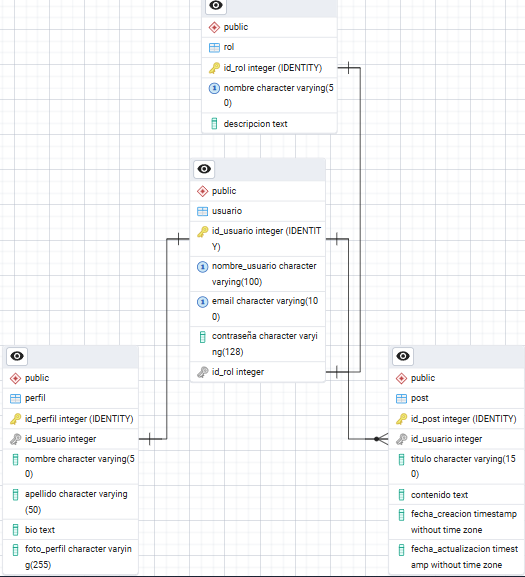 public
rol
id_rol integer (IDENTITY)
nombre character varying(5
0)
descripcion text
public
usuario
id_usuario integer (IDENTIT
Y)
nombre_usuario character
varying(100)
email character varying(10
0)
contraseña character varyi
ng(128)
id_rol integer
public
perfil
id_perfil integer (IDENTITY)
id_usuario integer
nombre character varying(5
0)
apellido character varying
(50)
bio text
foto_perfil character varyin
g(255)
public
post
id_post integer (IDENTITY)
id_usuario integer
titulo character varying(15
0)
contenido text
fecha_creacion timestamp
without time zone
fecha_actualizacion timest
amp without time zone